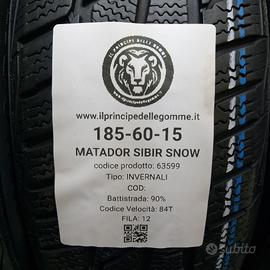 IL PRINCIPE DELLE GOMME
www.ilprincipedellegomme.it
185-60-15
MATADOR SIBIR SNOW
codice prodotto: 63599
Tipo: INVERNALI
COD:
Battistrada: 90%
Codice Velocità: 84T
FILA: 12
subito